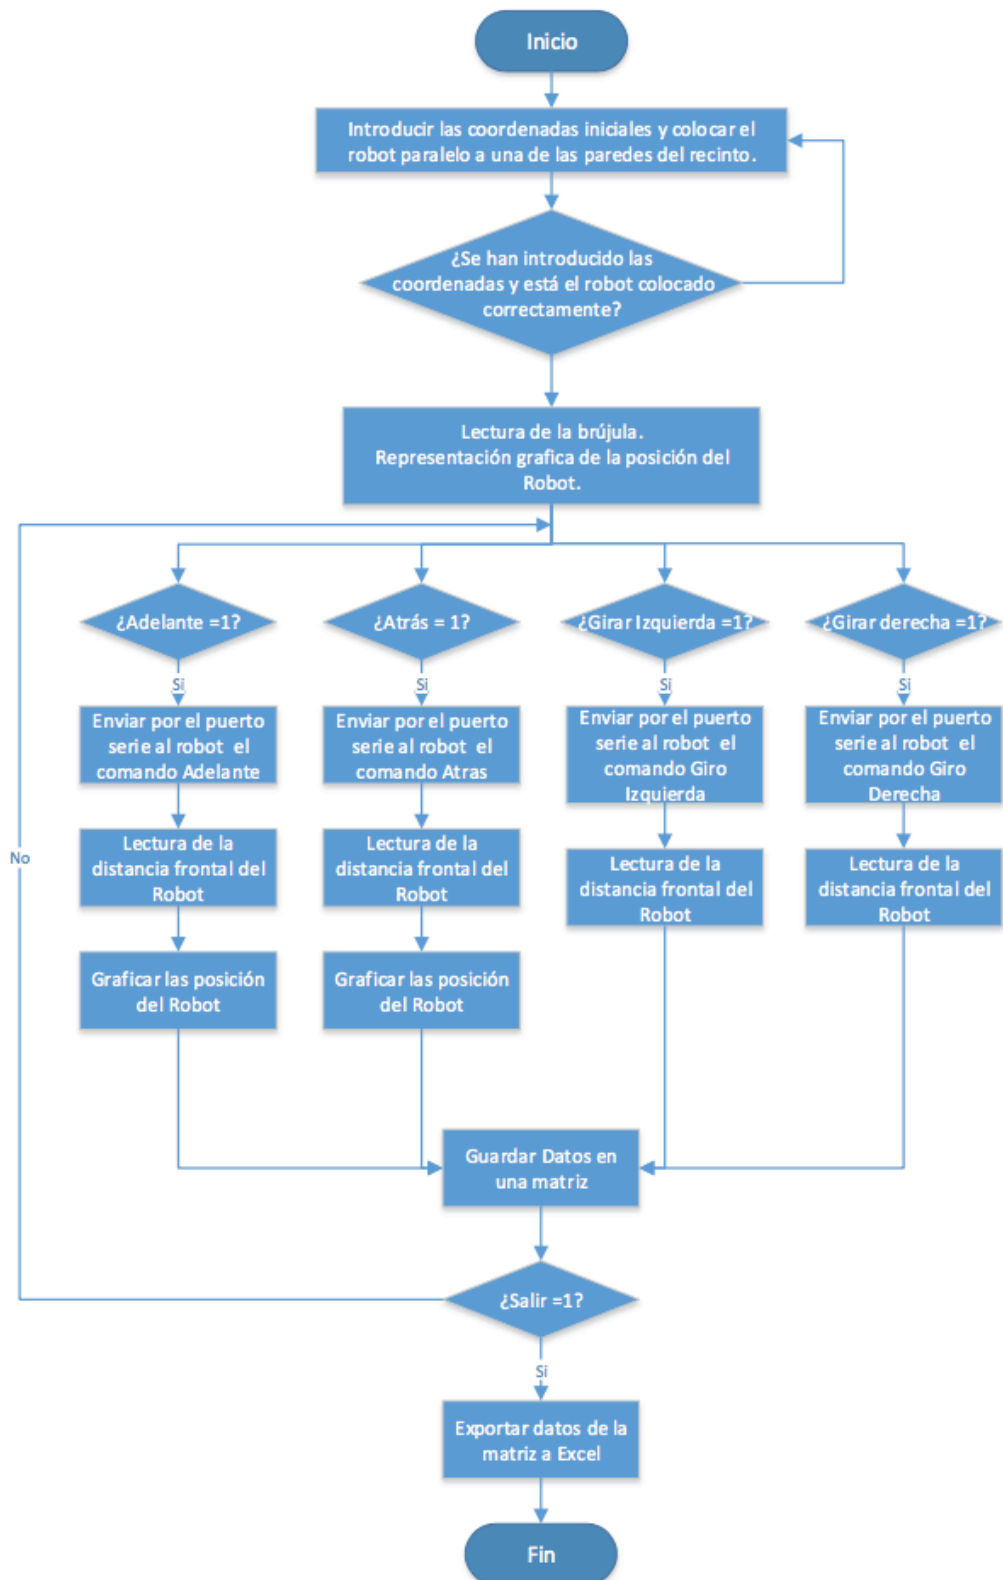 Inicio
Introducir las coordenadas iniciales y colocar el
robot paralelo a una de las paredes del recinto.
¿Se han introducido las
coordenadas y está el robot colocado
correctamente?
Lectura de la brújula.
Representación grafica de la posición del
Robot.
¿Adelante =1?
¿Atrás = 1?
¿Girar Izquierda =1?
¿Girar derecha =1?
Si
Si
Si
Si
Enviar por el puerto
serie al robot el
comando Adelante
Enviar por el puerto
serie al robot el
comando Atras
Enviar por el puerto
serie al robot el
comando Giro
Izquierda
Enviar por el puerto
serie al robot el
comando Giro
Derecha
Lectura de la
distancia frontal del
Robot
Lectura de la
distancia frontal del
Robot
Lectura de la
distancia frontal del
Robot
Lectura de la
distancia frontal del
Robot
No
Graficar las posición
del Robot
Graficar las posición
del Robot
Guardar Datos en
una matriz
¿Salir =1?
Si
Exportar datos de la
matriz a Excel
Fin